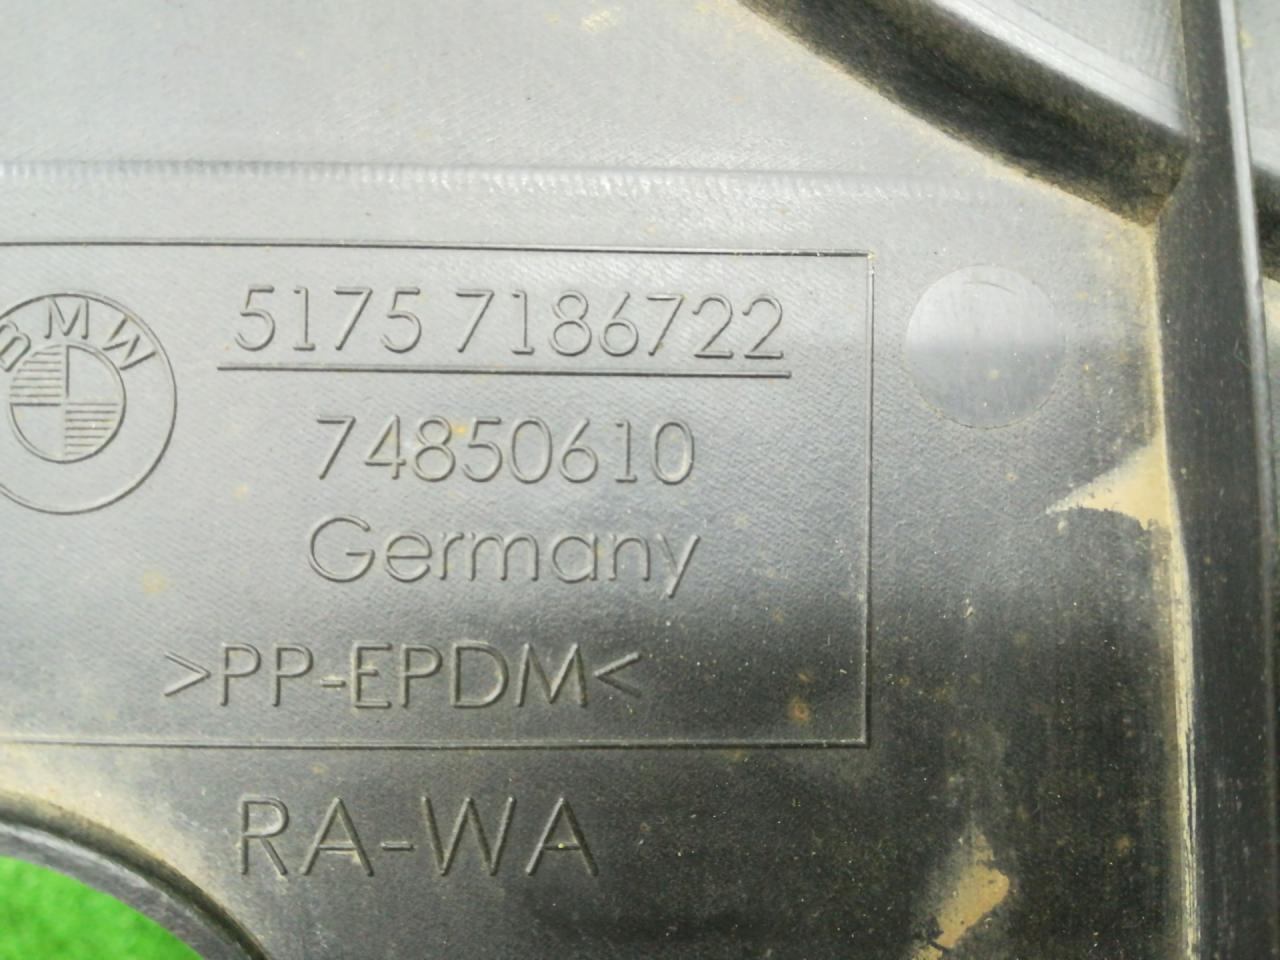 BMW
5175 7186722
74850610
Germany
>PP-EPDM<
RA-WA